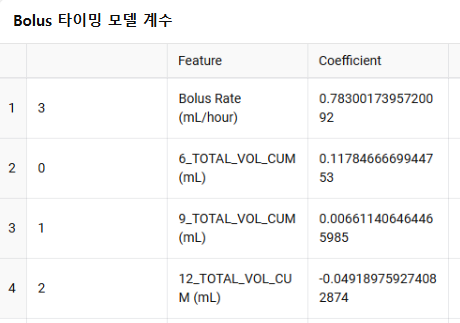 Bolus 타이밍 모델 계수
Feature Coefficient
1 3 Bolus Rate (mL/hour) 0.7830017395720092
2 0 6_TOTAL_VOL_CUM (mL) 0.1178466669944753
3 1 9_TOTAL_VOL_CUM (mL) 0.006611406464465985
4 2 12_TOTAL_VOL_CUM (mL) -0.049189759274082874